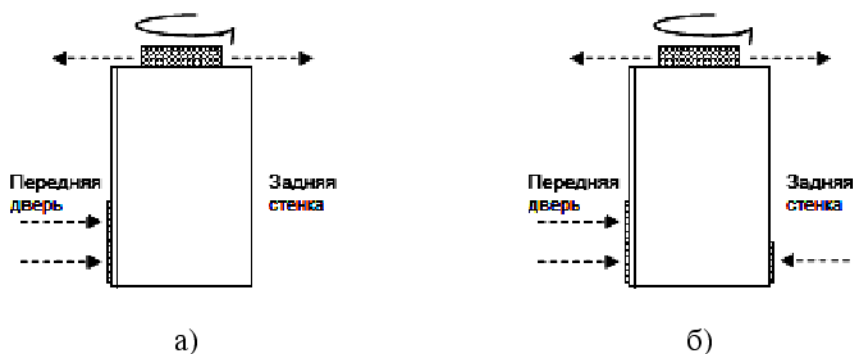 Передняя
дверь
Задняя
стенка
Передняя
дверь
Задняя
стенка
а)
б)